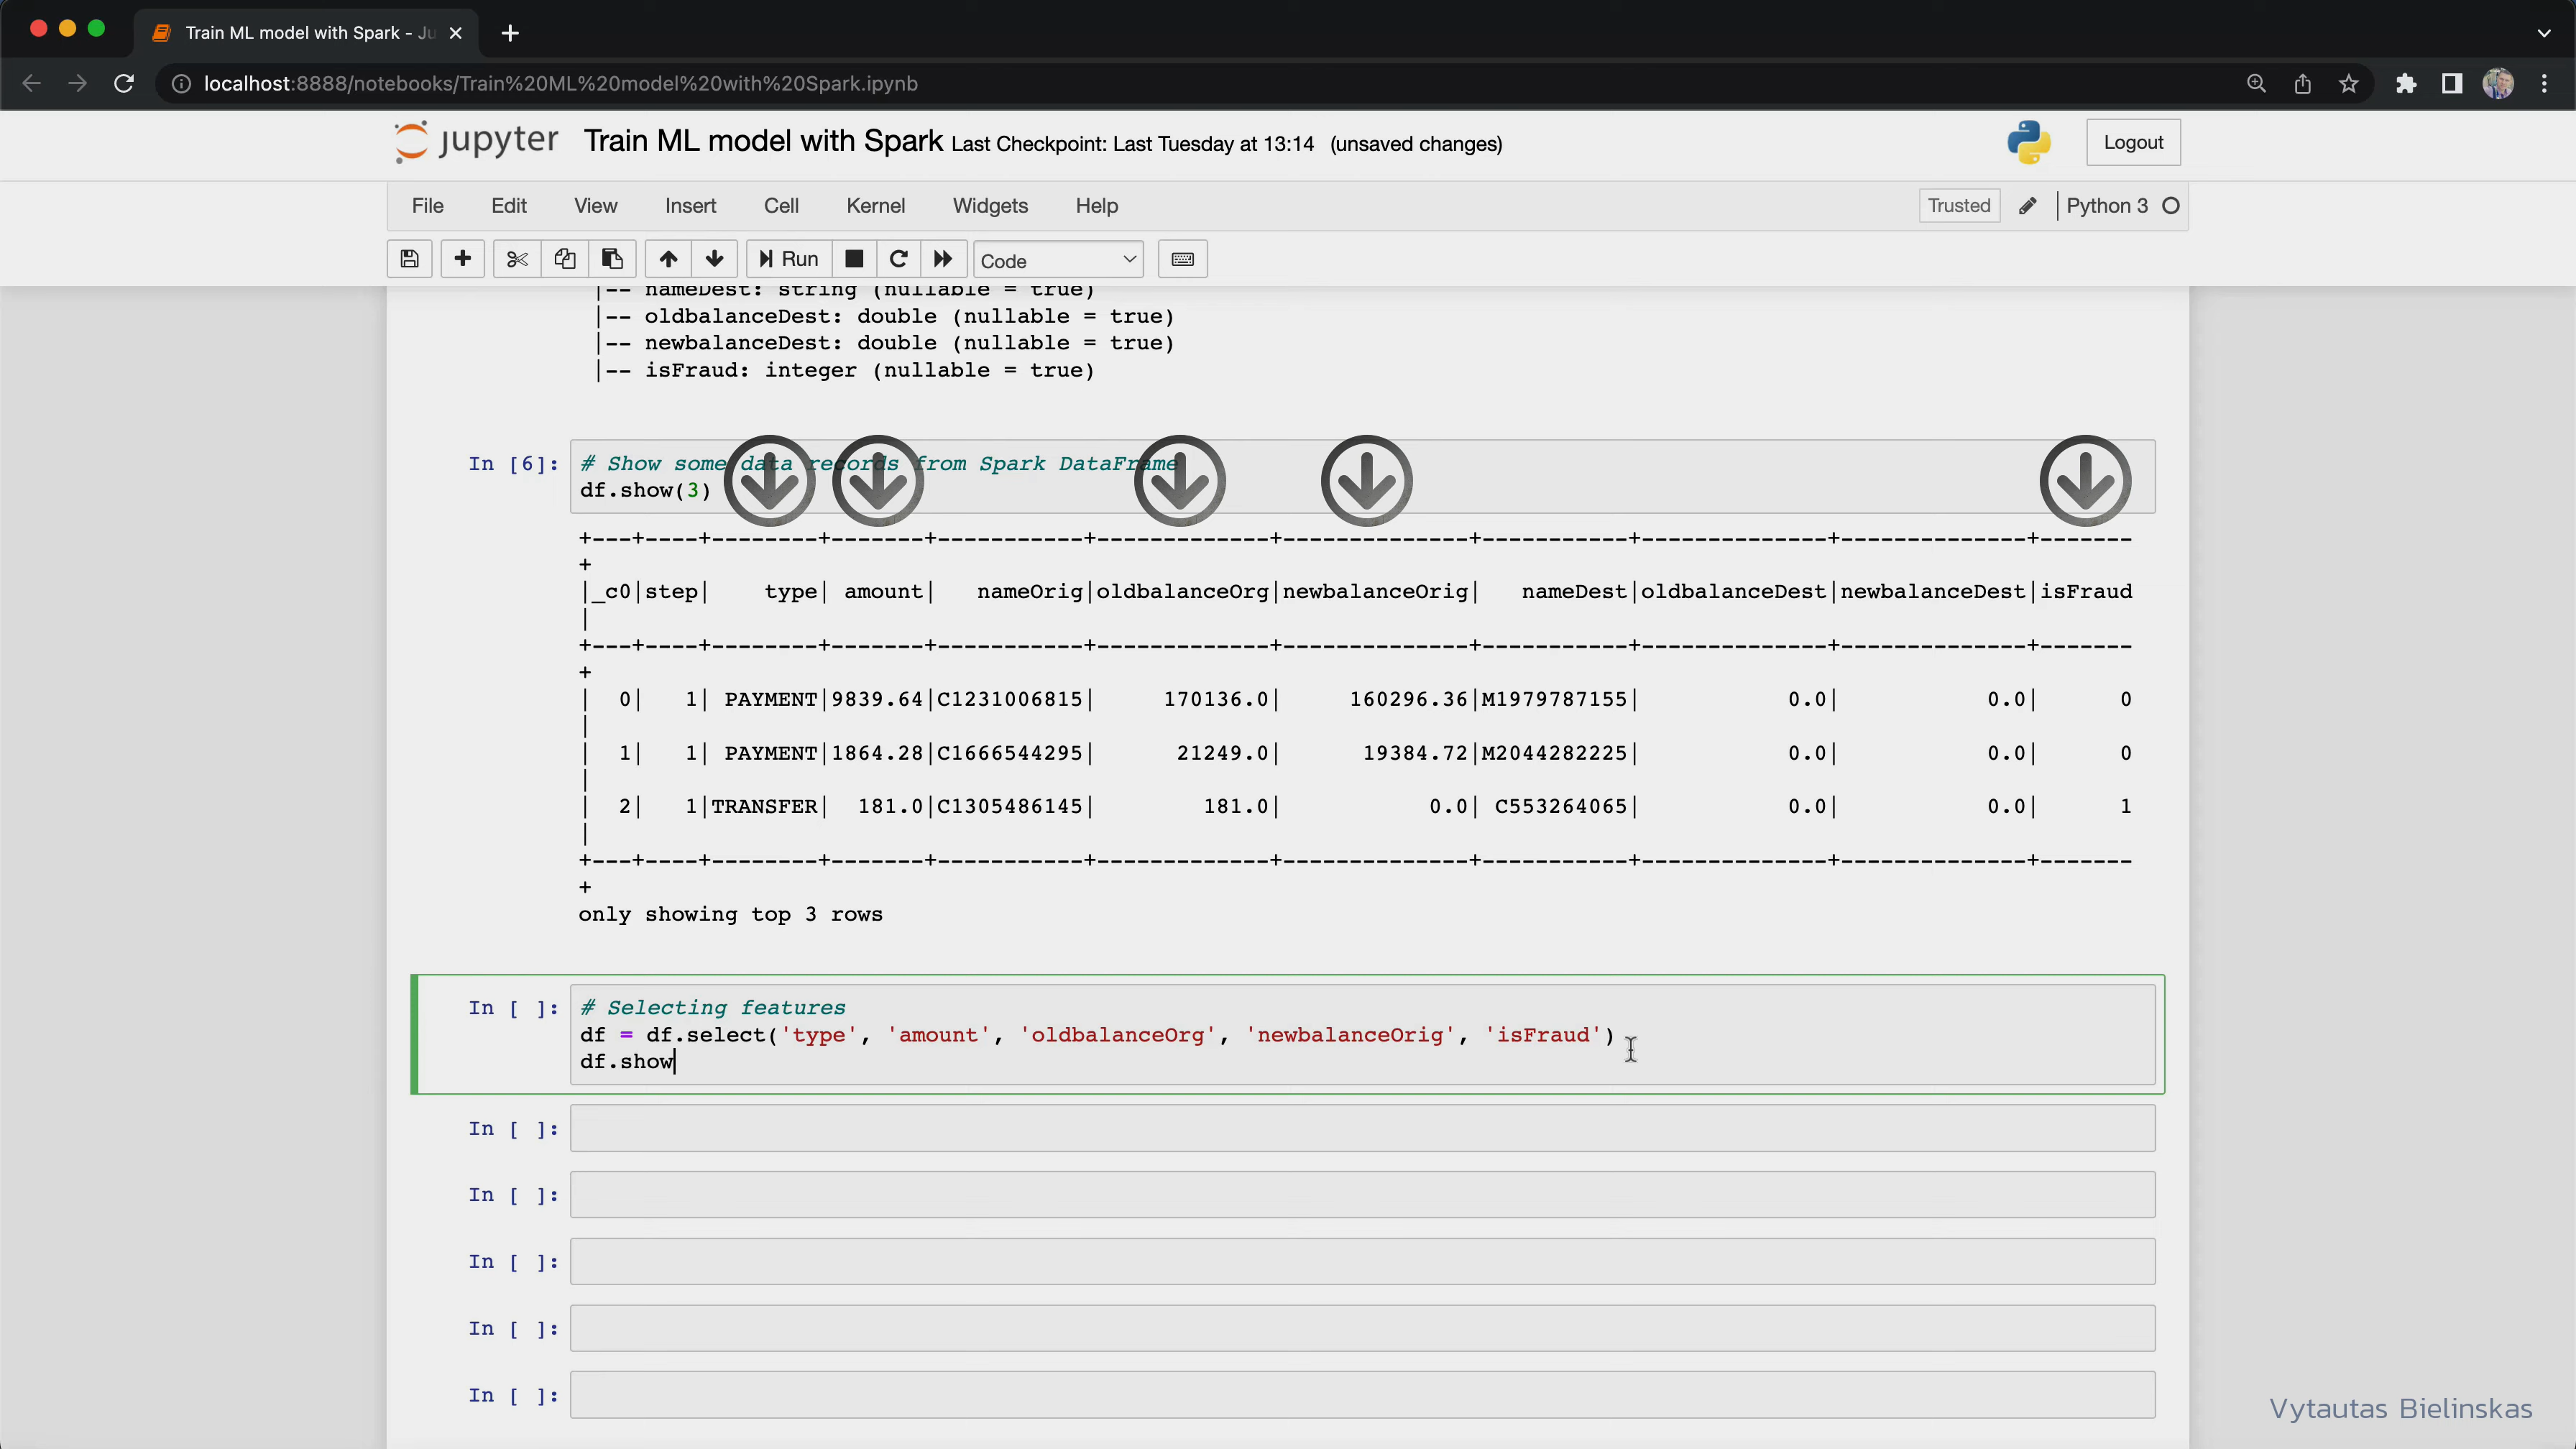 Train ML model with Spark - Ju
localhost:8888/notebooks/Train%20ML%20model%20with%20Spark.ipynb
jupyter Train ML model with Spark Last Checkpoint: Last Tuesday at 13:14 (unsaved changes) Logout
File Edit View Insert Cell Kernel Widgets Help Trusted Python 3
Run Code
|-- nameDest: string (nullable = true)
|-- oldbalanceDest: double (nullable = true)
|-- newbalanceDest: double (nullable = true)
|-- isFraud: integer (nullable = true)
In [6]: # Show some data records from Spark DataFrame
df.show(3)
+---+----+--------+-------+-----------+--------------+--------------+-----------+--------------+--------------+-------
+
|_c0|step|    type| amount|   nameOrig|oldbalanceOrg|newbalanceOrig|   nameDest|oldbalanceDest|newbalanceDest|isFraud
|
+---+----+--------+-------+-----------+--------------+--------------+-----------+--------------+--------------+-------
+
|  0|   1| PAYMENT|9839.64|C1231006815|     170136.0|     160296.36|M1979787155|           0.0|           0.0|      0
|
|  1|   1| PAYMENT|1864.28|C1666544295|      21249.0|      19384.72|M2044282225|           0.0|           0.0|      0
|
|  2|   1|TRANSFER|  181.0|C1305486145|        181.0|           0.0| C553264065|           0.0|           0.0|      1
|
+---+----+--------+-------+-----------+--------------+--------------+-----------+--------------+--------------+-------
+
only showing top 3 rows
In [ ]: # Selecting features
df = df.select('type', 'amount', 'oldbalanceOrg', 'newbalanceOrig', 'isFraud')
df.show
In [ ]:
In [ ]:
In [ ]:
In [ ]:
In [ ]:
Vytautas Bielinskas